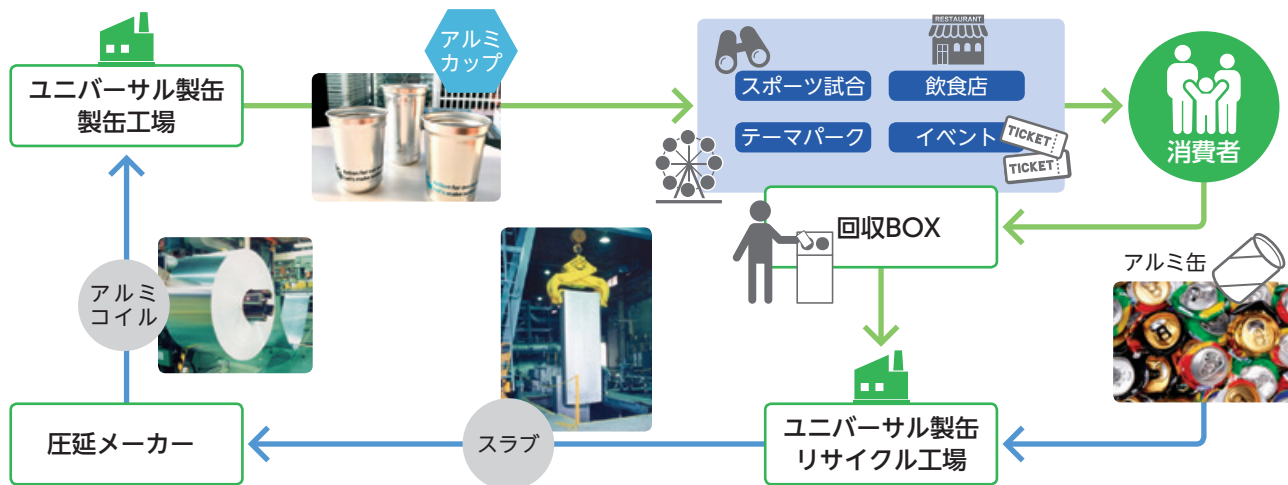 ユニバーサル製缶
製缶工場
アルミ
カップ
RESTAURANT
スポーツ試合
飲食店
テーマパーク
イベント
TICKET
TICKET
消費者
回収BOX
アルミ缶
アルミ
コイル
圧延メーカー
スラブ
ユニバーサル製缶
リサイクル工場